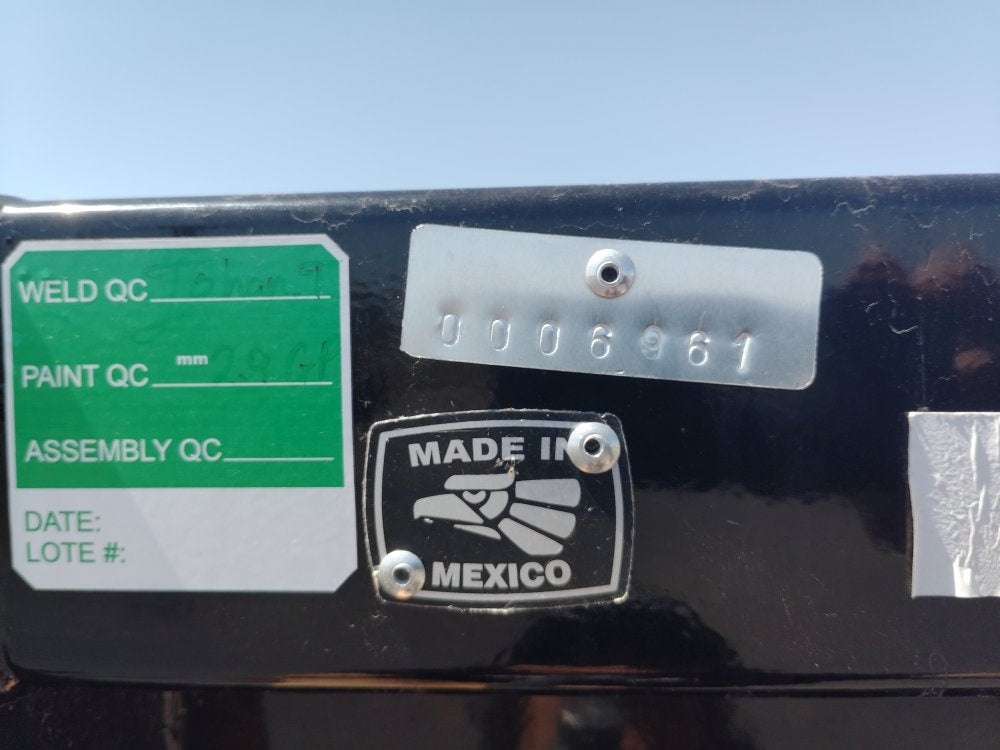 WELD QC
mm
PAINT QC
ASSEMBLY QC
DATE:
LOTE #:
0006961
MADE IN
MEXICO